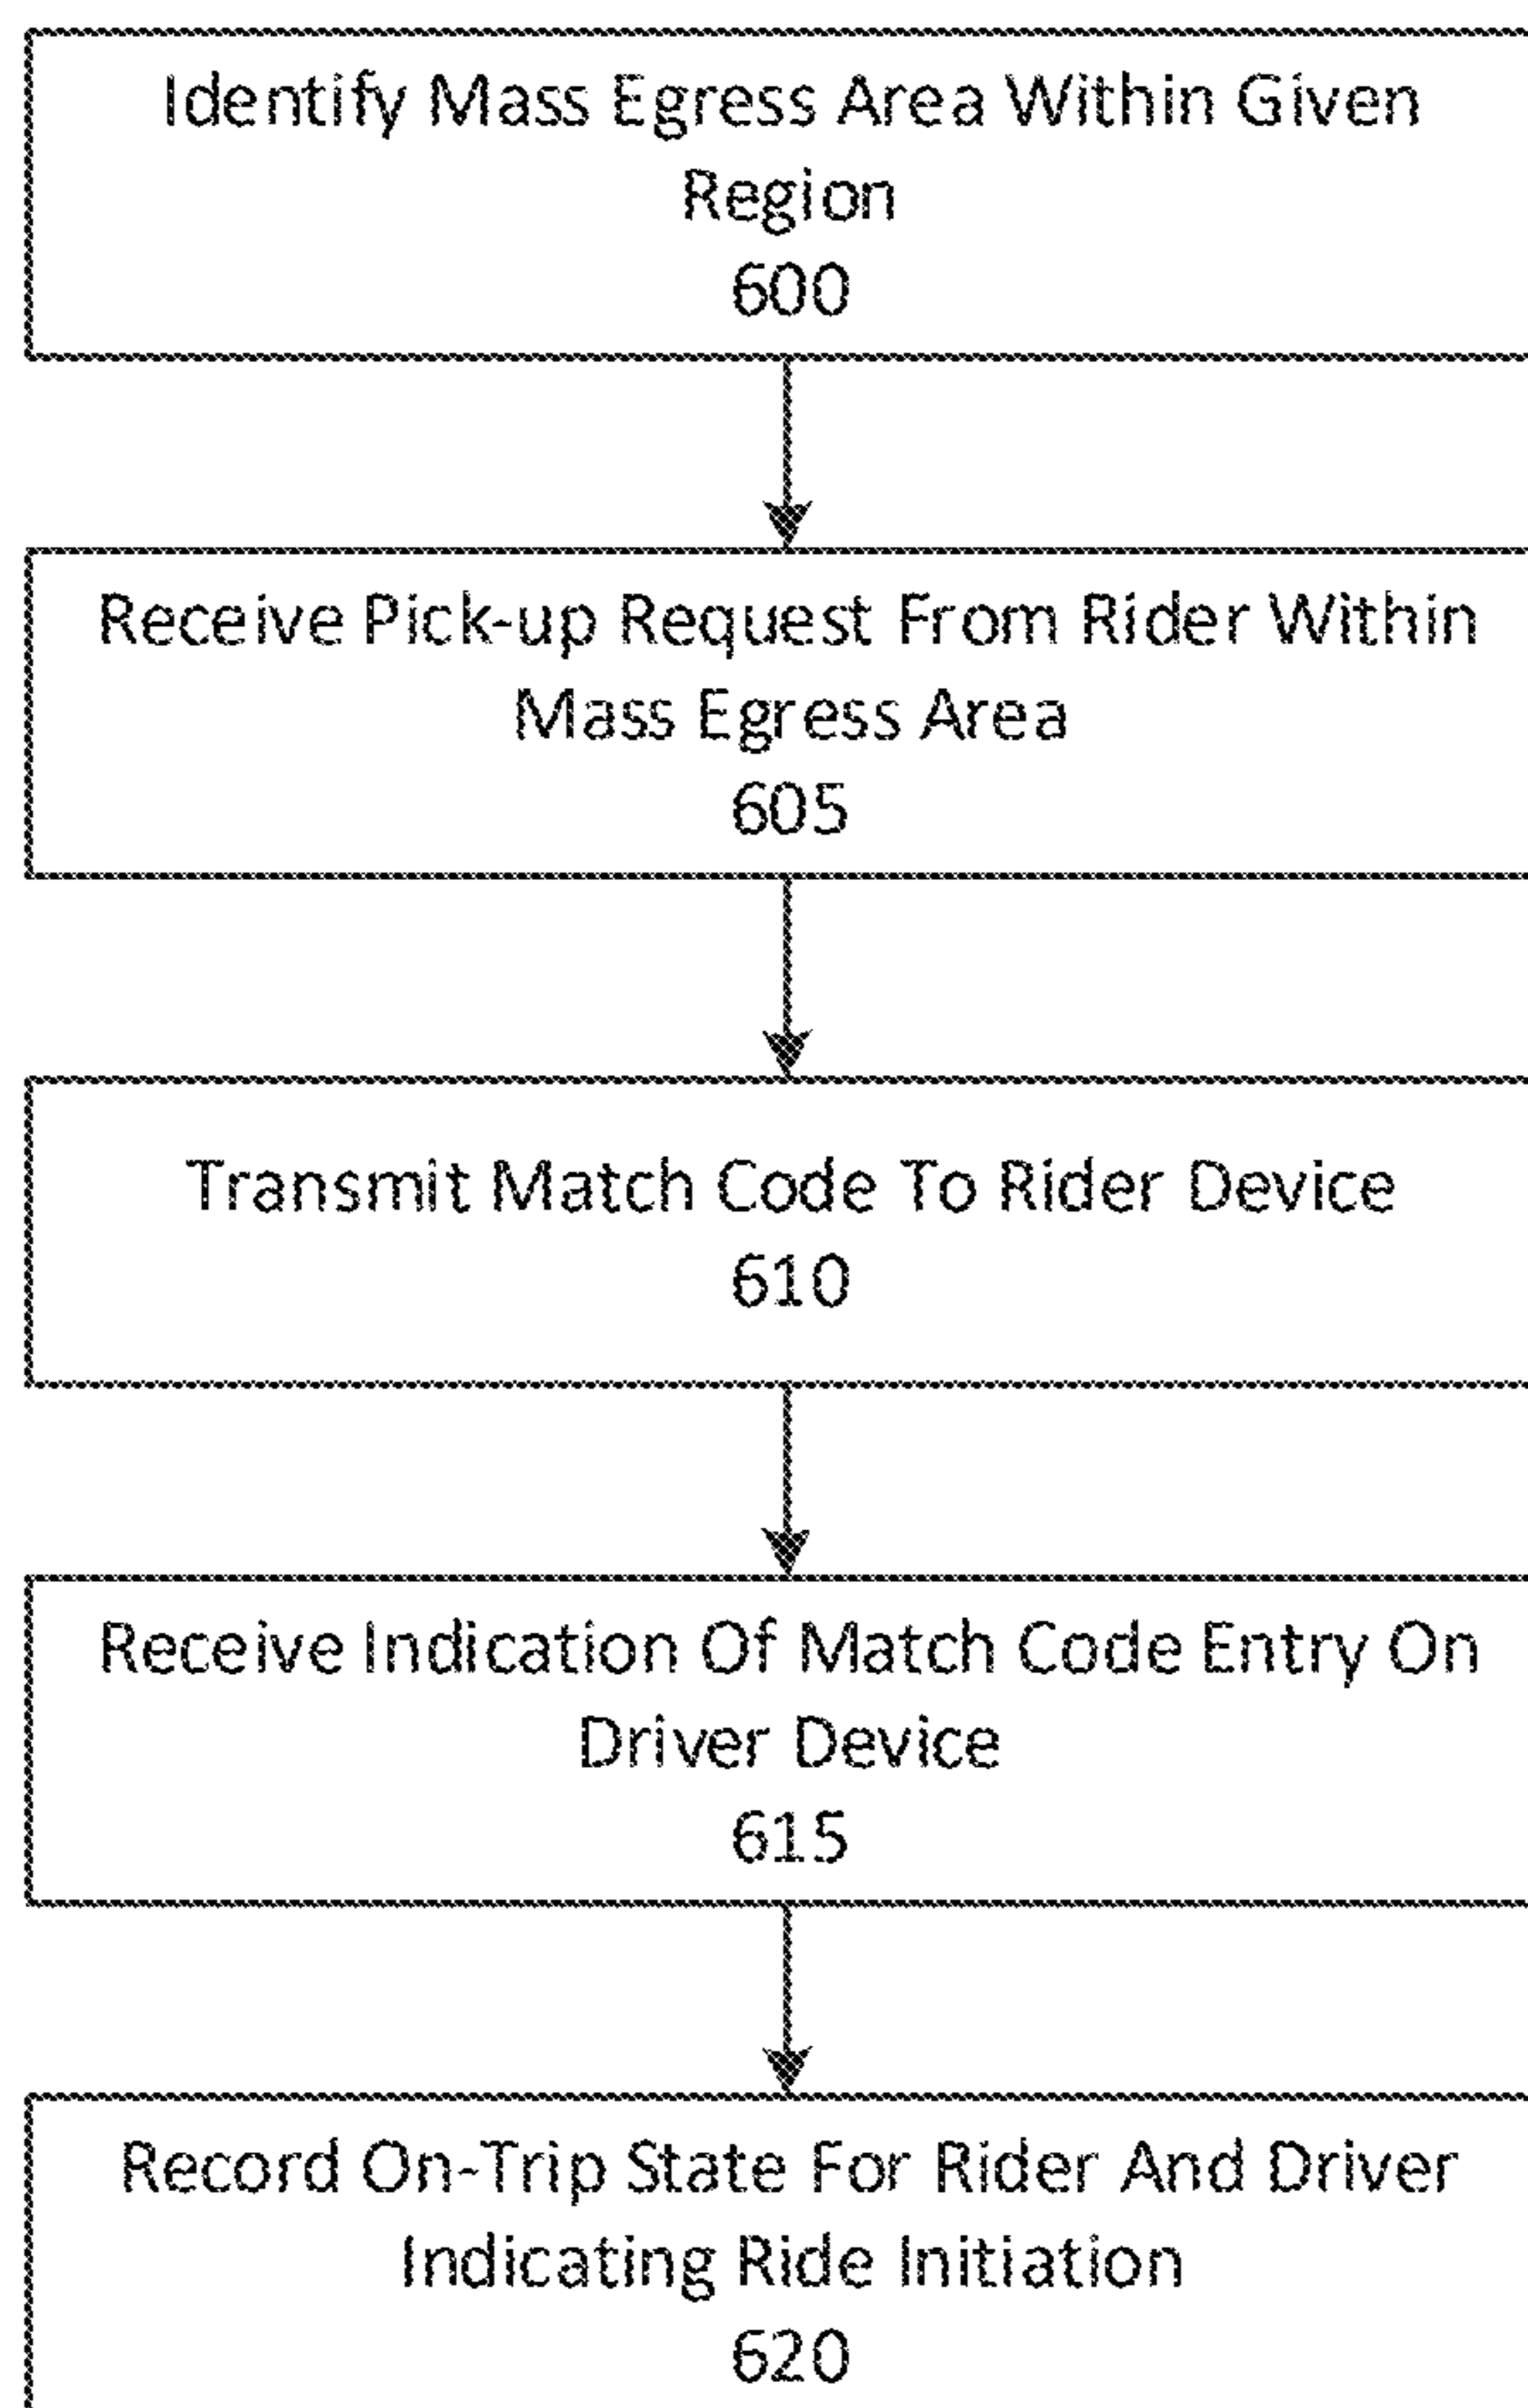 Identify Mass Egress Area Within Given
Region
600
Receive Pick-up Request From Rider Within
Mass Egress Area
605
Transmit Match Code To Rider Device
610
Receive Indication Of Match Code Entry On
Driver Device
615
Record On-Trip State For Rider And Driver
Indicating Ride Initiation
620